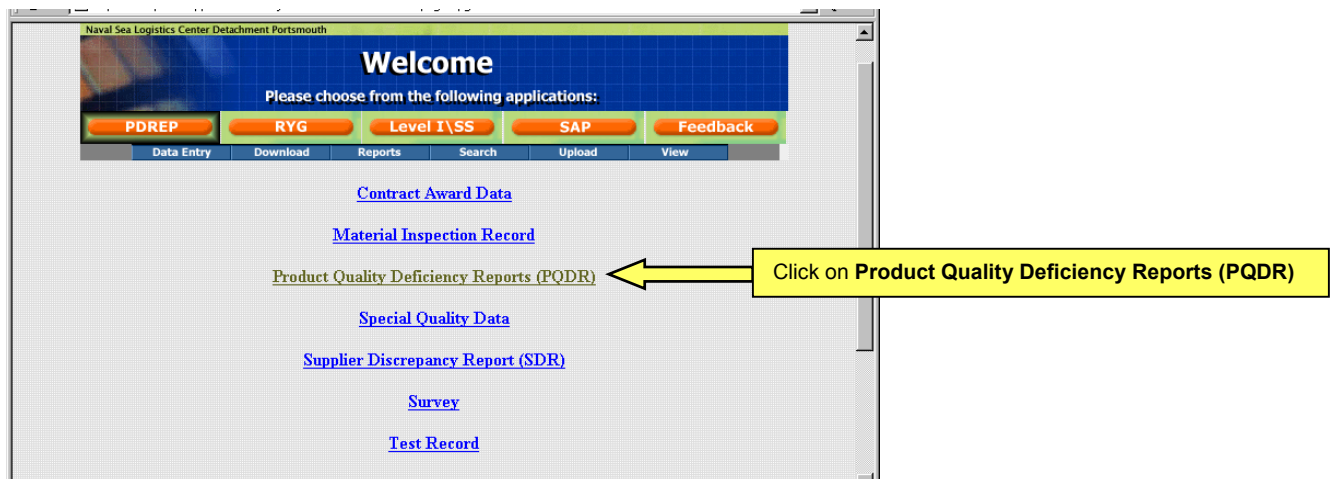 Naval Sea Logistics Center Detachment Portsmouth
Welcome
Please choose from the following applications:
PDREP RYG Level I\SS SAP Feedback
Data Entry Download Reports Search Upload View
Contract Award Data
Material Inspection Record
Product Quality Deficiency Reports (PQDR)
Click on Product Quality Deficiency Reports (PQDR)
Special Quality Data
Supplier Discrepancy Report (SDR)
Survey
Test Record